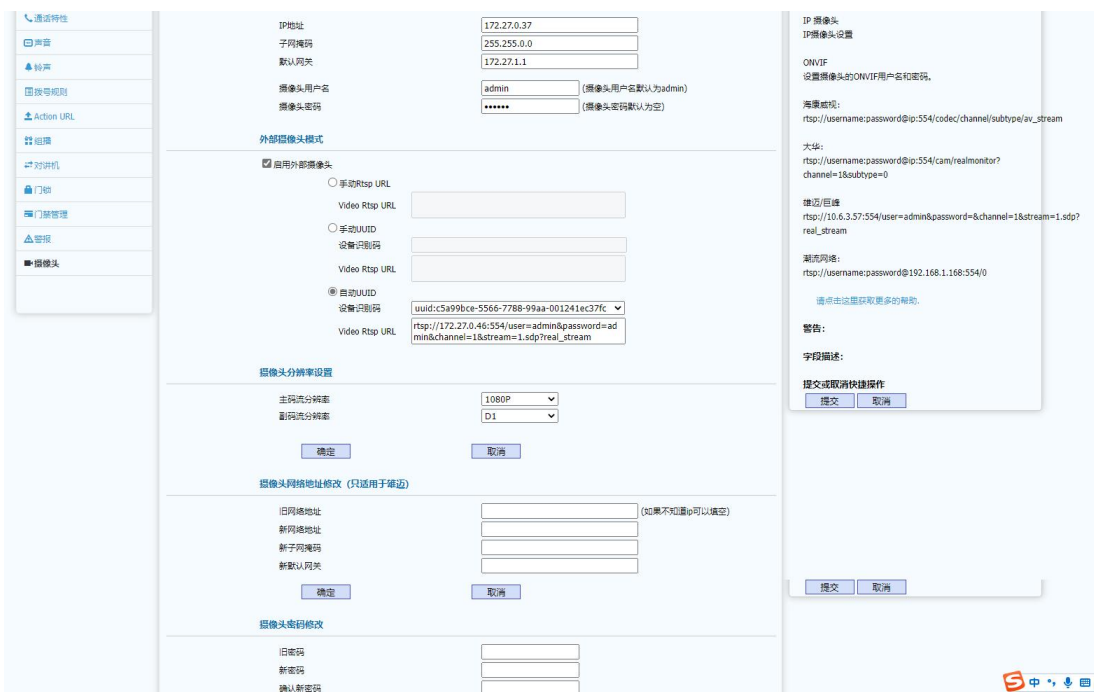 通话特性
声音
铃声
拨号规则
Action URL
组播
对讲机
门锁
门禁管理
警报
摄像头
IP地址 172.27.0.37
子网掩码 255.255.0.0
默认网关 172.27.1.1
摄像头用户名 admin (摄像头用户名默认为admin)
摄像头密码 •••••• (摄像头密码默认为空)
外部摄像头模式
启用外部摄像头
手动Rtsp URL
Video Rtsp URL
手动UUID
设备识别码
Video Rtsp URL
自动UUID
设备识别码 uuid:c5a99bce-5566-7788-99aa-001241ec37fc
Video Rtsp URL rtsp://172.27.0.46:554/user=admin&password=ad
min&channel=1&stream=1.sdp?real_stream
摄像头分辨率设置
主码流分辨率 1080P
副码流分辨率 D1
确定 取消
摄像头网络地址修改（只适用于雄迈）
旧网络地址 (如果不知道ip可以填空)
新网络地址
新子网掩码
新默认网关
确定 取消
摄像头密码修改
旧密码
新密码
确认新密码
IP 摄像头
IP摄像头设置
ONVIF
设置摄像头的ONVIF用户名和密码。
海康威视:
rtsp://username:password@ip:554/codec/channel/subtype/av_stream
大华:
rtsp://username:password@ip:554/cam/realmonitor?
channel=1&subtype=0
雄迈/巨峰
rtsp://10.6.3.57:554/user=admin&password=&channel=1&stream=1.sdp?
real_stream
潮流网络:
rtsp://username:password@192.168.1.168:554/0
请点击这里获取更多的帮助.
警告:
字段描述:
提交或取消快捷操作
提交 取消
提交 取消
中